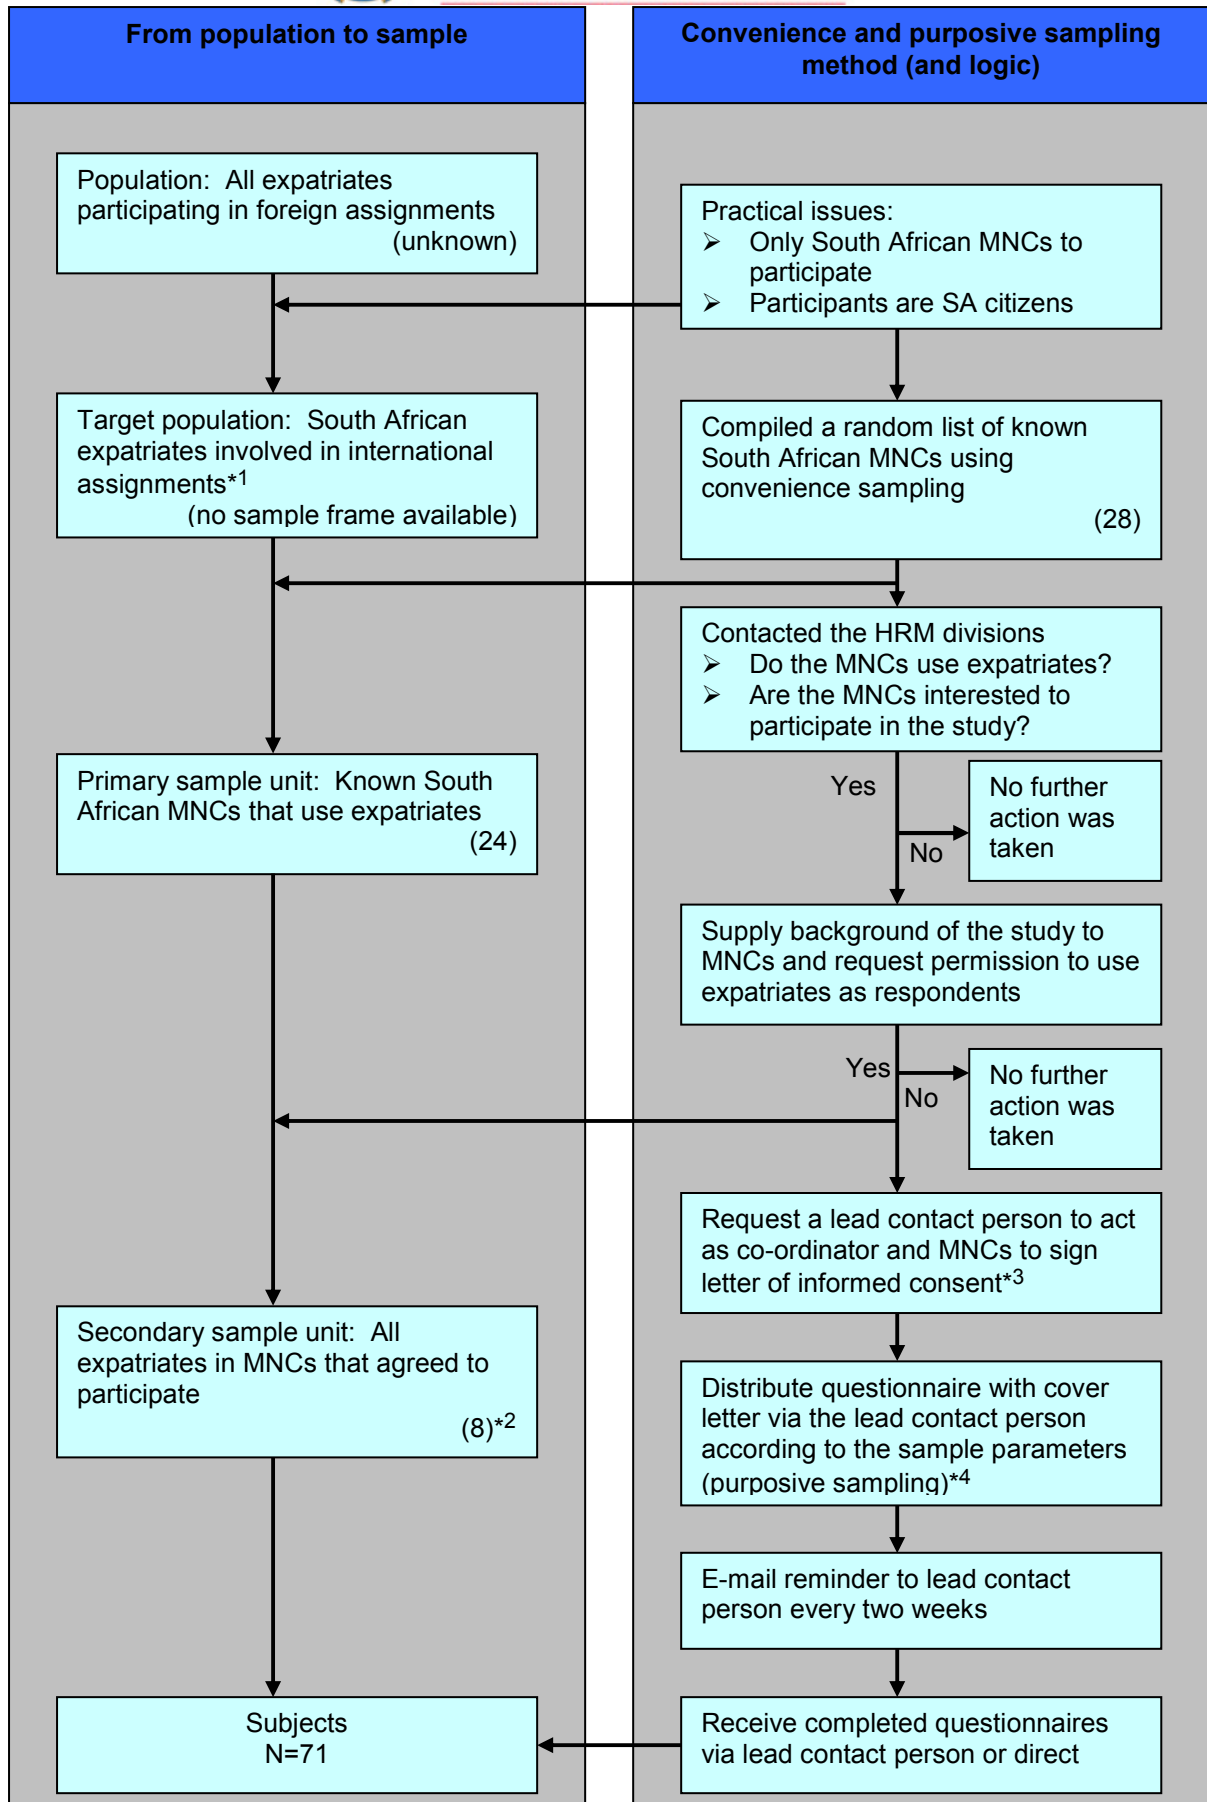 From population to sample
Population: All expatriates
participating in foreign assignments
(unknown)
Target population: South African
expatriates involved in international
assignments*1
(no sample frame available)
Primary sample unit: Known South
African MNCs that use expatriates
(24)
Secondary sample unit: All
expatriates in MNCs that agreed to
participate
(8)*2
Subjects
N=71
Convenience and purposive sampling
method (and logic)
Practical issues:
➢ Only South African MNCs to
participate
➢ Participants are SA citizens
Compiled a random list of known
South African MNCs using
convenience sampling
(28)
Contacted the HRM divisions
➢ Do the MNCs use expatriates?
➢ Are the MNCs interested to
participate in the study?
Yes
No
No further
action was
taken
Supply background of the study to
MNCs and request permission to use
expatriates as respondents
Yes
No
No further
action was
taken
Request a lead contact person to act
as co-ordinator and MNCs to sign
letter of informed consent*3
Distribute questionnaire with cover
letter via the lead contact person
according to the sample parameters
(purposive sampling)*4
E-mail reminder to lead contact
person every two weeks
Receive completed questionnaires
via lead contact person or direct